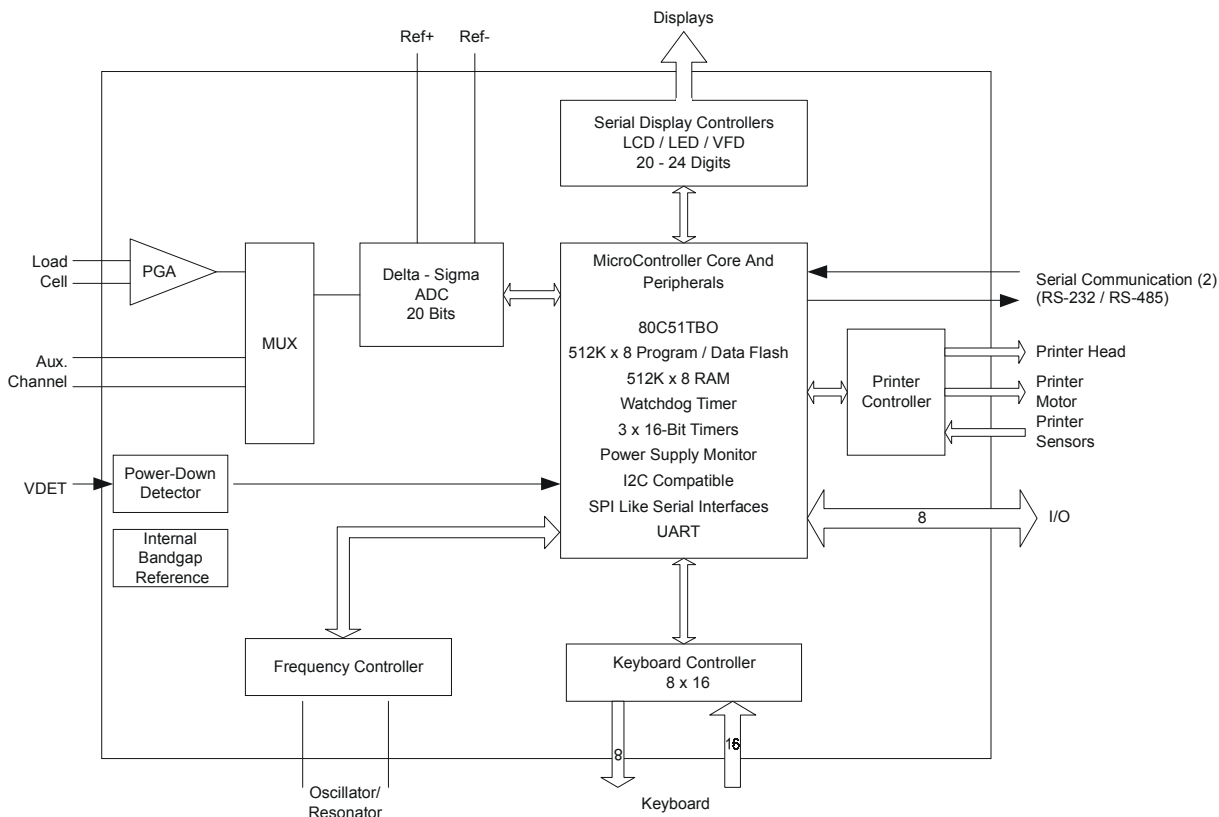 Displays
Ref+ Ref-
Serial Display Controllers
LCD / LED / VFD
20 - 24 Digits
Load
Cell
PGA
MUX
Delta - Sigma
ADC
20 Bits
Aux.
Channel
MicroController Core And
Peripherals
80C51TBO
512K x 8 Program / Data Flash
512K x 8 RAM
Watchdog Timer
3 x 16-Bit Timers
Power Supply Monitor
I2C Compatible
SPI Like Serial Interfaces
UART
Serial Communication (2)
(RS-232 / RS-485)
Printer
Controller
Printer Head
Printer
Motor
Printer
Sensors
8
I/O
VDET
Power-Down
Detector
Internal
Bandgap
Reference
Frequency Controller
Oscillator/
Resonator
Keyboard Controller
8 x 16
8
16
Keyboard